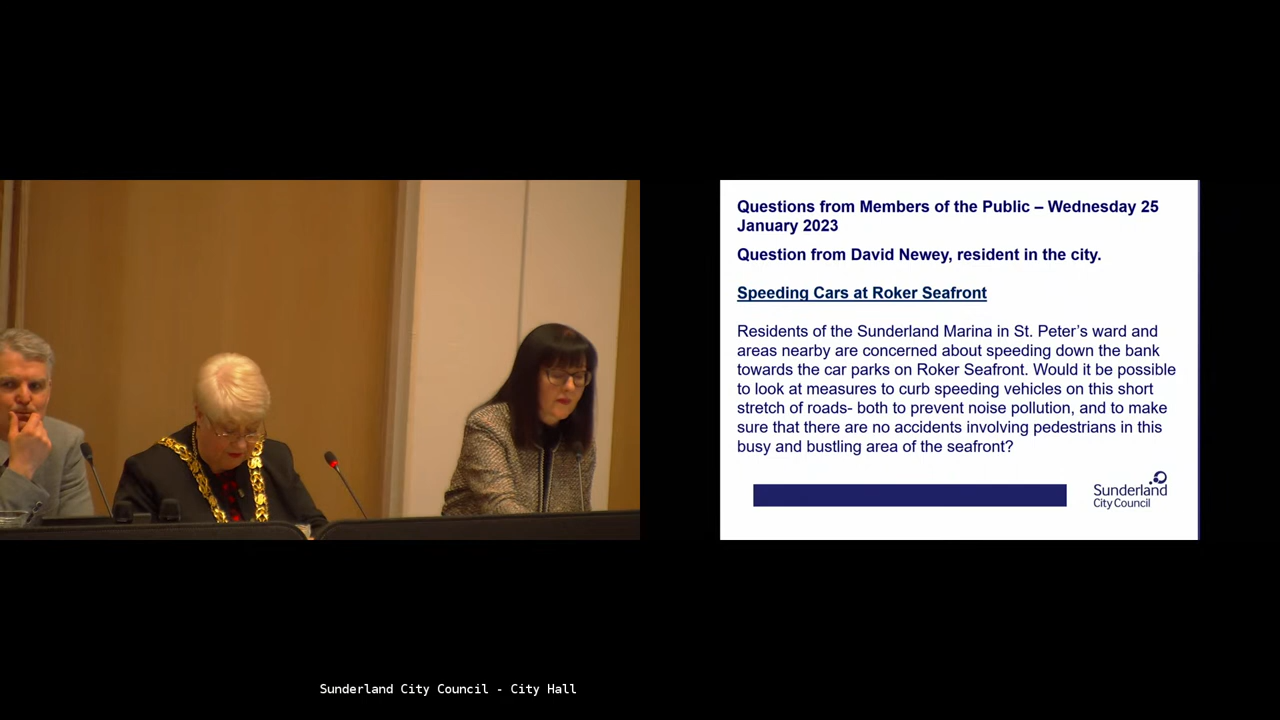 Questions from Members of the Public – Wednesday 25
January 2023
Question from David Newey, resident in the city.
Speeding Cars at Roker Seafront
Residents of the Sunderland Marina in St. Peter’s ward and
areas nearby are concerned about speeding down the bank
towards the car parks on Roker Seafront. Would it be possible
to look at measures to curb speeding vehicles on this short
stretch of roads- both to prevent noise pollution, and to make
sure that there are no accidents involving pedestrians in this
busy and bustling area of the seafront?
Sunderland
City Council
Sunderland City Council - City Hall